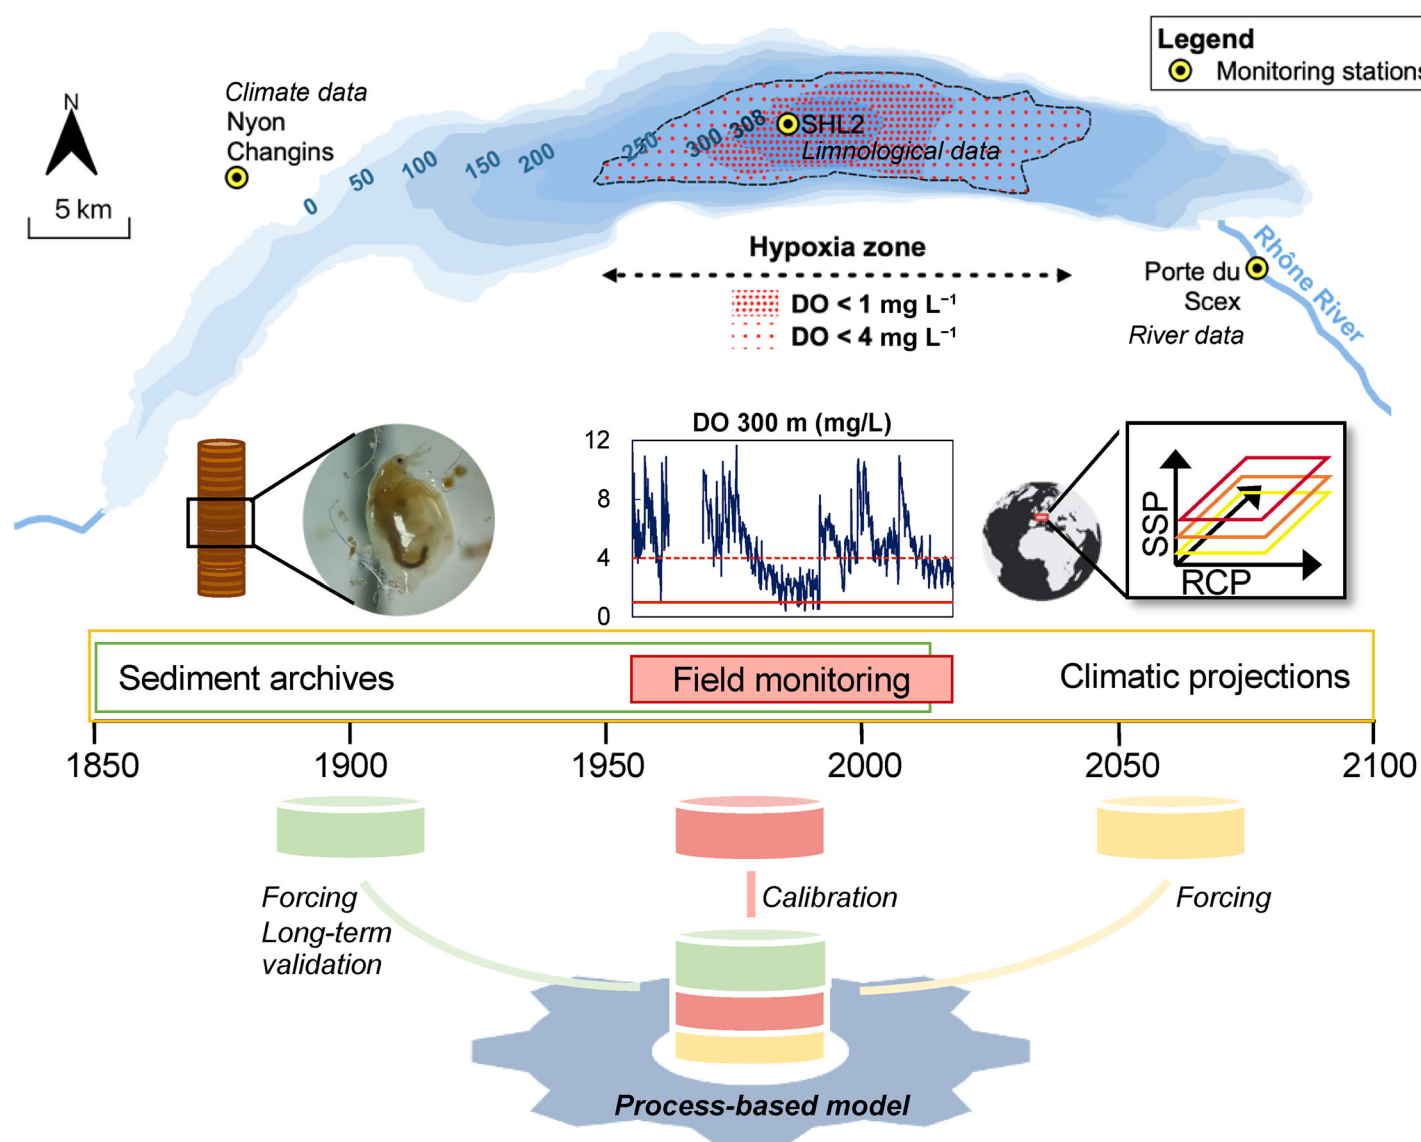 Legend
Monitoring stations
N
5 km
Climate data
Nyon
Changins
0
50
100
150
200
250
300
308
SHL2
Limnological data
Hypoxia zone
DO < 1 mg L⁻¹
DO < 4 mg L⁻¹
Rhône River
Porte du
Scex
River data
DO 300 m (mg/L)
12
8
4
0
SSP
RCP
Sediment archives
Field monitoring
Climatic projections
1850
1900
1950
2000
2050
2100
Forcing
Long-term
validation
Calibration
Forcing
Process-based model